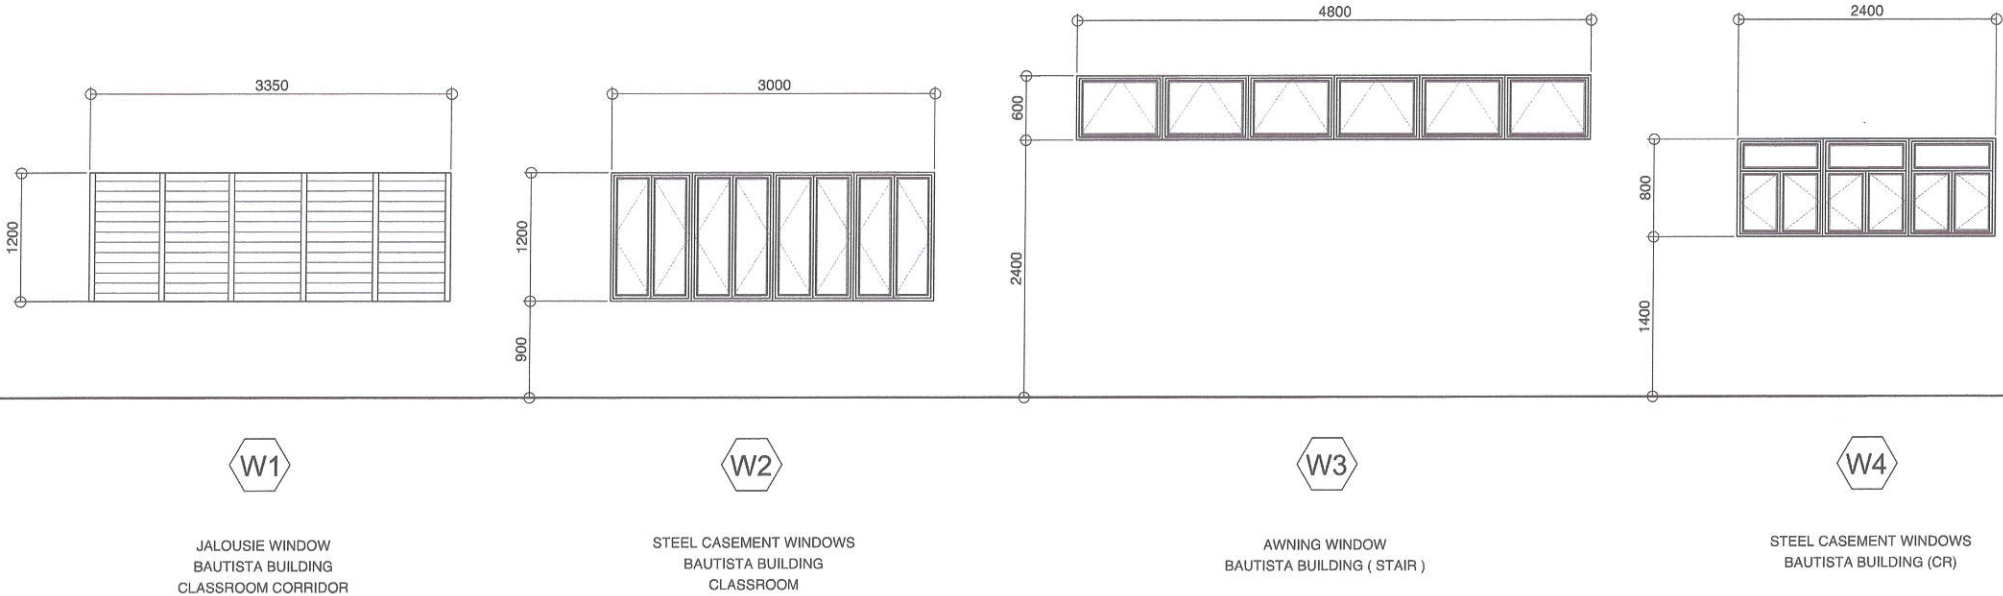 3350
1200
W1
JALOUSIE WINDOW
BAUTISTA BUILDING
CLASSROOM CORRIDOR
3000
1200
900
W2
STEEL CASEMENT WINDOWS
BAUTISTA BUILDING
CLASSROOM
4800
600
2400
W3
AWNING WINDOW
BAUTISTA BUILDING ( STAIR )
2400
800
1400
W4
STEEL CASEMENT WINDOWS
BAUTISTA BUILDING (CR)